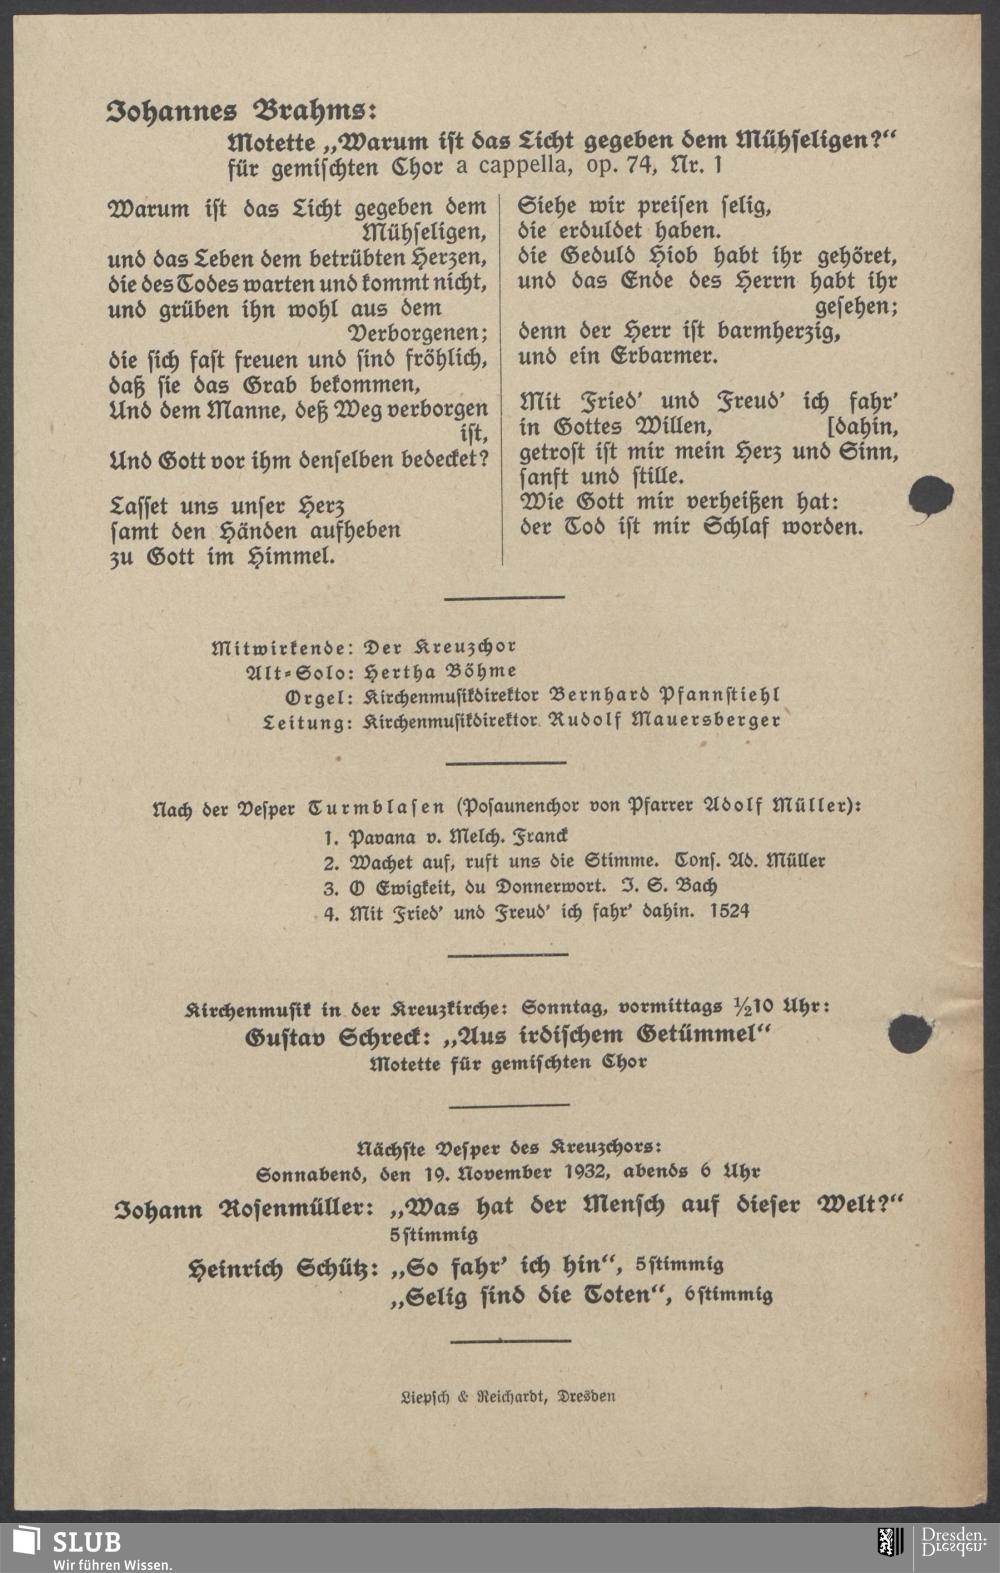 Johannes Brahms:
Motette „Warum ist das Licht gegeben dem Mühseligen?“
für gemischten Chor a cappella, op. 74, Nr. 1
Warum ist das Licht gegeben dem
Mühseligen,
und das Leben dem betrübten Herzen,
die des Todes warten und kommt nicht,
und grüben ihn wohl aus dem
Verborgenen;
die sich fast freuen und sind fröhlich,
daß sie das Grab bekommen,
Und dem Manne, deß Weg verborgen
ist,
Und Gott vor ihm denselben bedecket?
Lasset uns unser Herz
samt den Händen aufheben
zu Gott im Himmel.
Siehe wir preisen selig,
die erduldet haben.
die Geduld Hiob habt ihr gehöret,
und das Ende des Herrn habt ihr
gesehen;
denn der Herr ist barmherzig,
und ein Erbarmer.
Mit Fried' und Freud' ich fahr'
in Gottes Willen, [dahin,
getrost ist mir mein Herz und Sinn,
sanft und stille.
Wie Gott mir verheißen hat:
der Tod ist mir Schlaf worden.
Mitwirkende: Der Kreuzchor
Alt-Solo: Hertha Böhme
Orgel: Kirchenmusikdirektor Bernhard Pfannstiehl
Leitung: Kirchenmusikdirektor Rudolf Mauersberger
Nach der Vesper Turmblasen (Posaunenchor von Pfarrer Adolf Müller):
1. Pavana v. Melch. Franck
2. Wachet auf, ruft uns die Stimme. Tons. Ad. Müller
3. O Ewigkeit, du Donnerwort. J. S. Bach
4. Mit Fried' und Freud' ich fahr' dahin. 1524
Kirchenmusik in der Kreuzkirche: Sonntag, vormittags ½10 Uhr:
Gustav Schreck: „Aus irdischem Getümmel“
Motette für gemischten Chor
Nächste Vesper des Kreuzchors:
Sonnabend, den 19. November 1932, abends 6 Uhr
Johann Rosenmüller: „Was hat der Mensch auf dieser Welt?“
5stimmig
Heinrich Schütz: „So fahr' ich hin“, 5stimmig
„Selig sind die Toten“, 6stimmig
Liepsch & Reichardt, Dresden
SLUB
Wir führen Wissen.
Dresden.
Dresden.